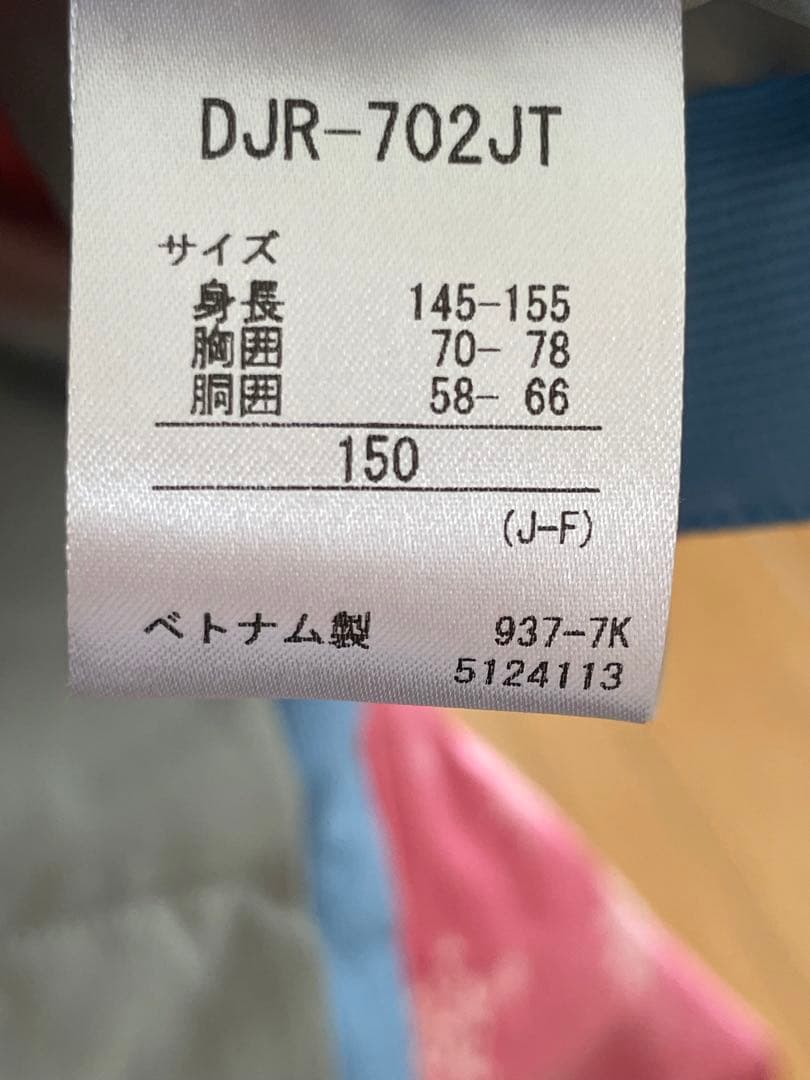 DJR-702JT
サイズ
身長 145-155
胸囲 70- 78
胴囲 58- 66
150
(J-F)
ベトナム製 937-7K
5124113